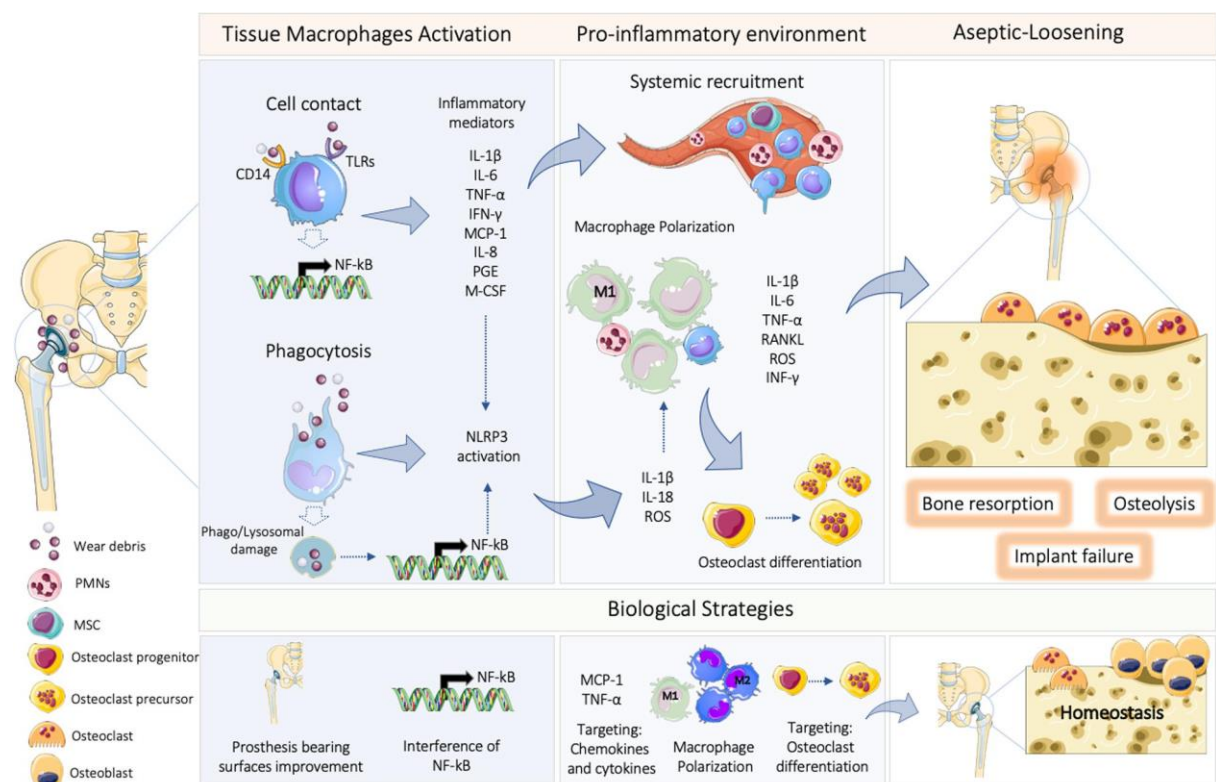 Tissue Macrophages Activation
Pro-inflammatory environment
Aseptic-Loosening
Cell contact
CD14
TLRs
NF-kB
Inflammatory
mediators
IL-1β
IL-6
TNF-α
IFN-γ
MCP-1
IL-8
PGE
M-CSF
Phagocytosis
NLRP3
activation
Phago/Lysosomal
damage
NF-kB
Systemic recruitment
Macrophage Polarization
M1
IL-1β
IL-6
TNF-α
RANKL
ROS
INF-γ
IL-1β
IL-18
ROS
Osteoclast differentiation
Bone resorption
Osteolysis
Implant failure
Wear debris
PMNs
MSC
Osteoclast progenitor
Osteoclast precursor
Osteoclast
Osteoblast
Biological Strategies
Prosthesis bearing
surfaces improvement
NF-kB
Interference of
NF-kB
MCP-1
TNF-α
Targeting:
Chemokines
and cytokines
M1
M2
Macrophage
Polarization
Targeting:
Osteoclast
differentiation
Homeostasis